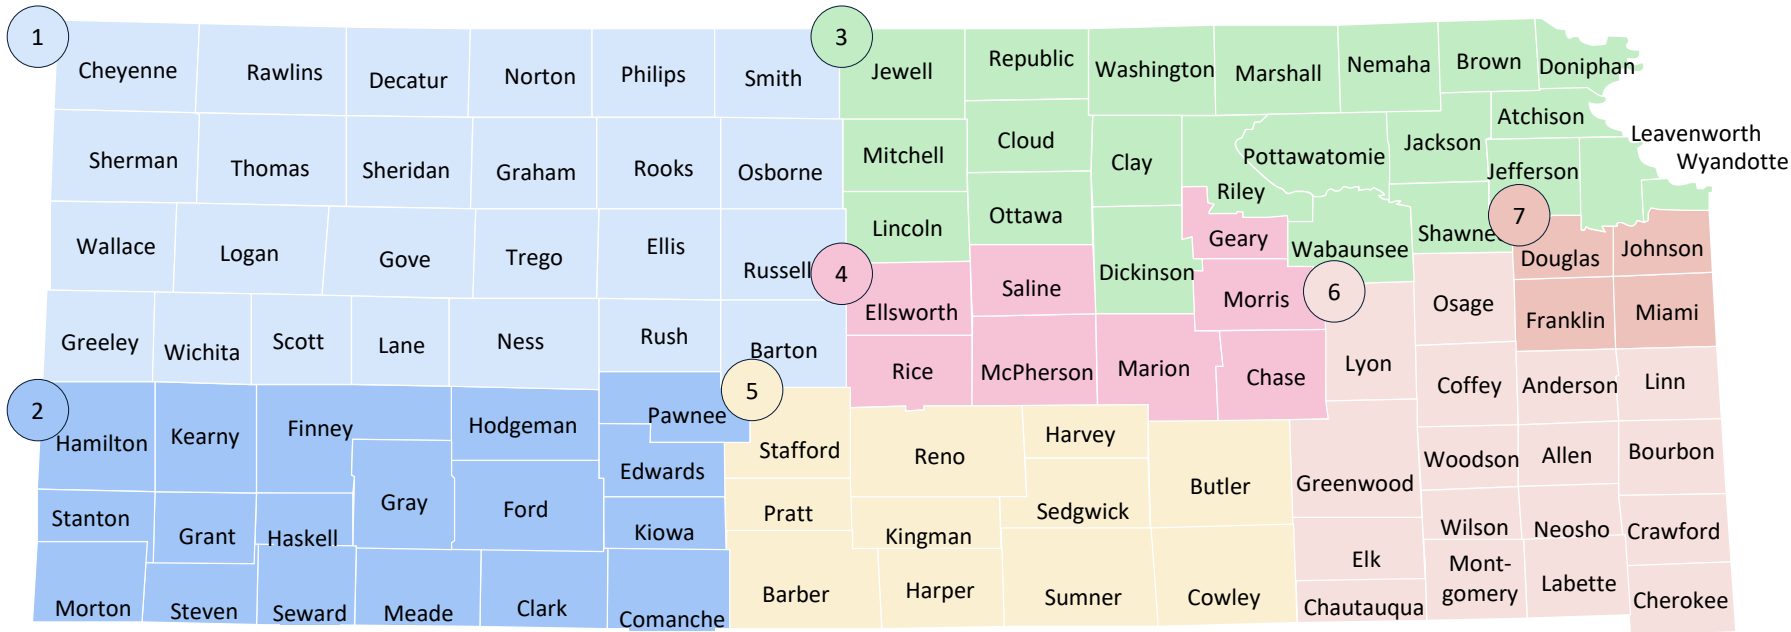 1
3
Cheyenne
Rawlins
Decatur
Norton
Philips
Smith
Jewell
Republic
Washington
Marshall
Nemaha
Brown
Doniphan
Atchison
Leavenworth
Wyandotte
Sherman
Thomas
Sheridan
Graham
Rooks
Osborne
Mitchell
Cloud
Clay
Pottawatomie
Jackson
Jefferson
Riley
7
Wallace
Logan
Gove
Trego
Ellis
Russell
Lincoln
Ottawa
Dickinson
Geary
Wabaunsee
Shawne
Douglas
Johnson
4
6
Greeley
Wichita
Scott
Lane
Ness
Rush
Barton
Ellsworth
Saline
Morris
Osage
Franklin
Miami
Rice
McPherson
Marion
Chase
Lyon
Coffey
Anderson
Linn
2
5
Hamilton
Kearny
Finney
Hodgeman
Pawnee
Edwards
Stafford
Reno
Harvey
Butler
Greenwood
Woodson
Allen
Bourbon
Stanton
Grant
Haskell
Gray
Ford
Kiowa
Pratt
Kingman
Sedgwick
Elk
Wilson
Neosho
Crawford
Morton
Steven
Seward
Meade
Clark
Comanche
Barber
Harper
Sumner
Cowley
Chautauqua
Mont-
gomery
Labette
Cherokee